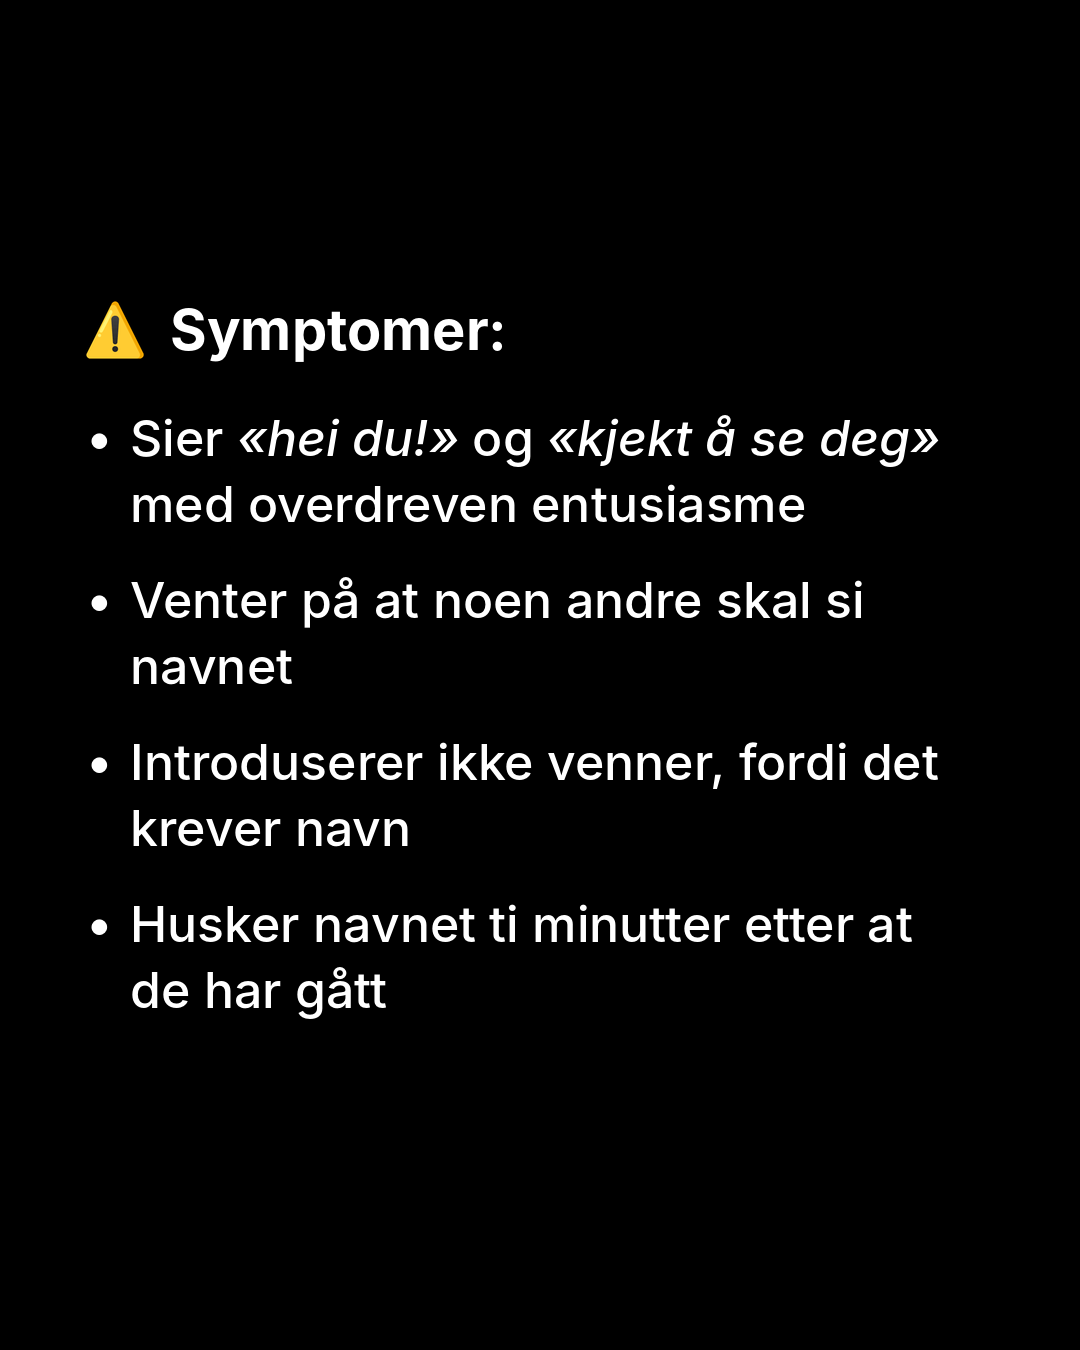 ⚠️ Symptomer:
• Sier «hei du!» og «kjekt å se deg»
med overdreven entusiasme
• Venter på at noen andre skal si
navnet
• Introduserer ikke venner, fordi det
krever navn
• Husker navnet ti minutter etter at
de har gått